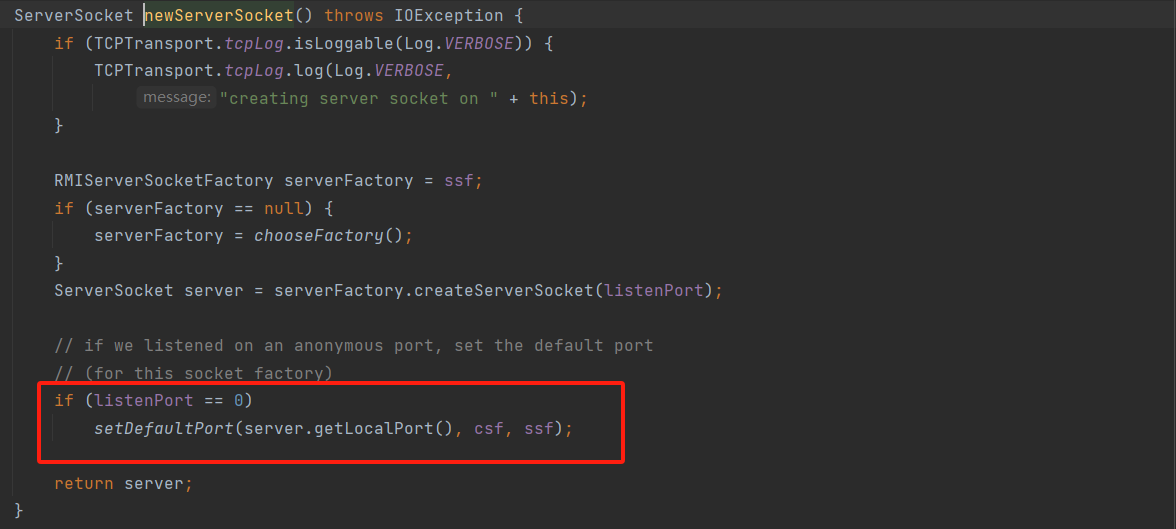 ServerSocket newServerSocket() throws IOException {
if (TCPTransport.tcpLog.isLoggable(Log.VERBOSE)) {
TCPTransport.tcpLog.log(Log.VERBOSE,
message: "creating server socket on " + this);
}
RMIServerSocketFactory serverFactory = ssf;
if (serverFactory == null) {
serverFactory = chooseFactory();
}
ServerSocket server = serverFactory.createServerSocket(listenPort);
// if we listened on an anonymous port, set the default port
// (for this socket factory)
if (listenPort == 0)
setDefaultPort(server.getLocalPort(), csf, ssf);
return server;
}